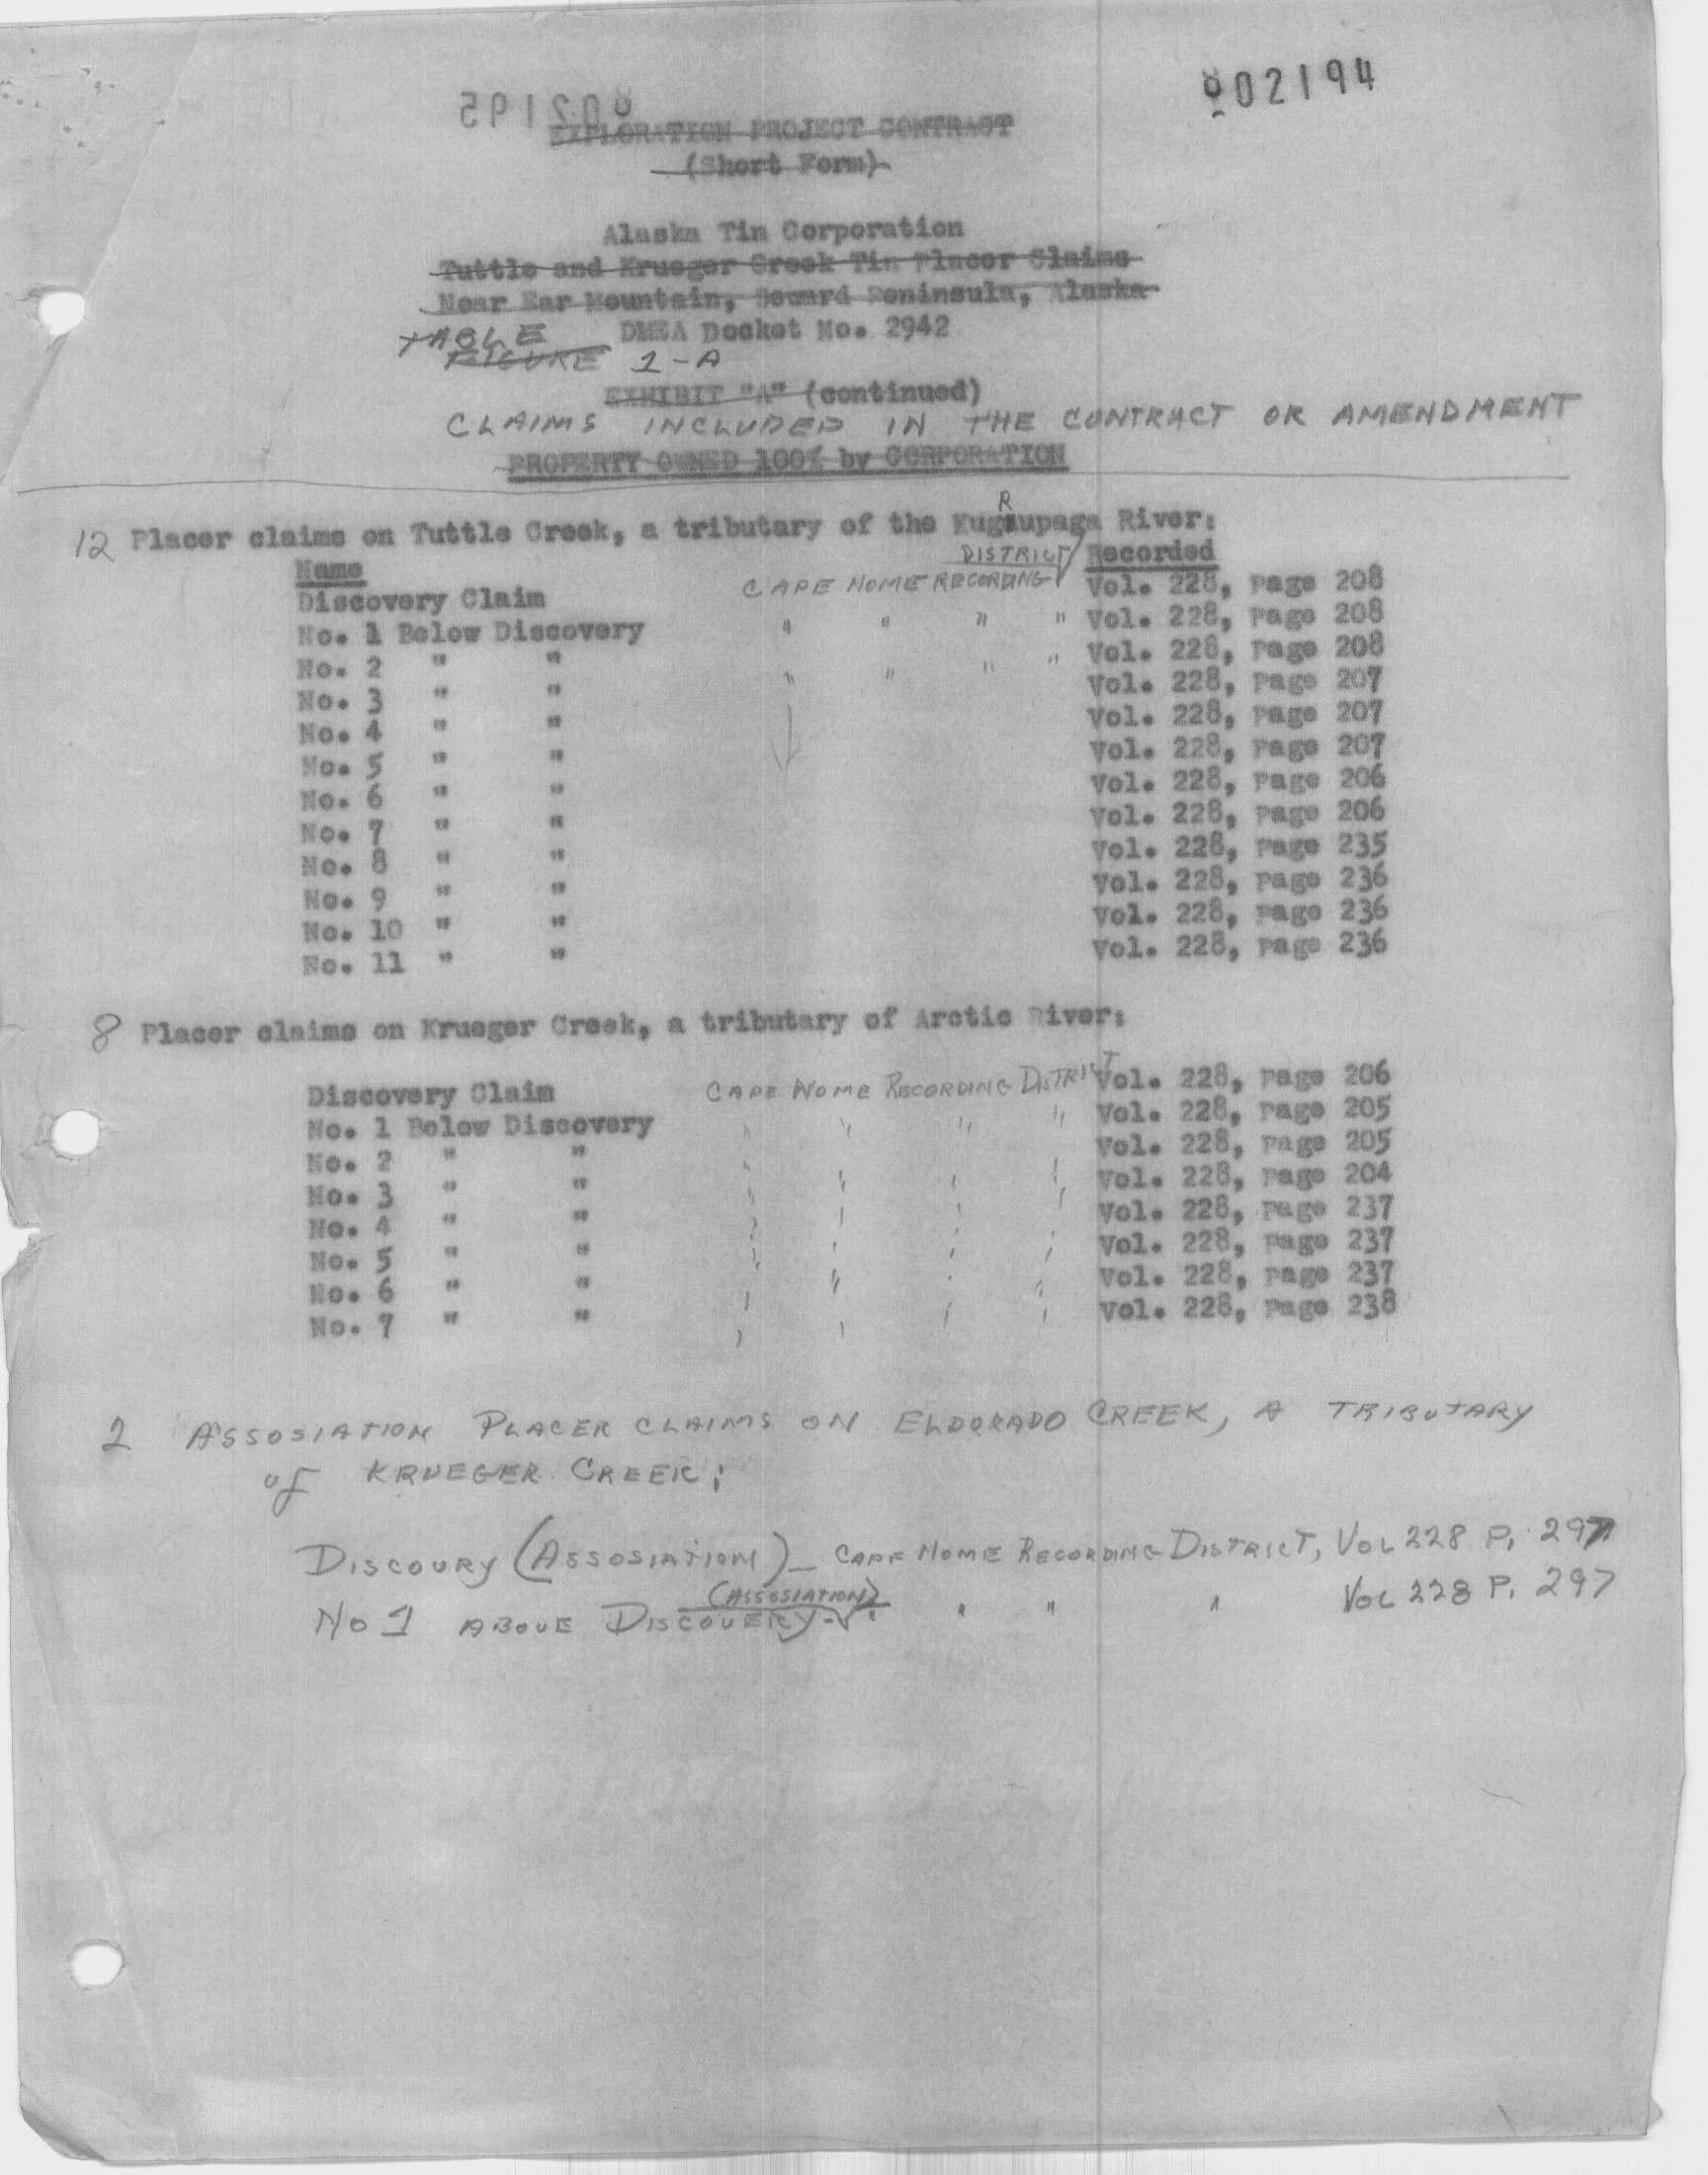 802194
802195
EXPLORATION PROJECT CONTRACT
(Short Form)
Alaska Tin Corporation
Tuttle and Krueger Creek Tin Placer Claims
Near Ear Mountain, Seward Peninsula, Alaska
TABLE DMEA Docket No. 2942
FIGURE 1-A
EXHIBIT "A" (continued)
CLAIMS INCLUDED IN THE CONTRACT OR AMENDMENT
PROPERTY OWNED 100% by CORPORATION
12 Placer claims on Tuttle Creek, a tributary of the KugRupaga River:
Name DISTRICT Recorded
Discovery Claim CAPE NOME RECORDING Vol. 228, Page 208
No. 1 Below Discovery " " " " Vol. 228, Page 208
No. 2 " " " " " " Vol. 228, Page 208
No. 3 " " Vol. 228, Page 207
No. 4 " " Vol. 228, Page 207
No. 5 " " Vol. 228, Page 207
No. 6 " " Vol. 228, Page 206
No. 7 " " Vol. 228, Page 206
No. 8 " " Vol. 228, Page 235
No. 9 " " Vol. 228, Page 236
No. 10 " " Vol. 228, Page 236
No. 11 " " Vol. 228, Page 236
8 Placer claims on Krueger Creek, a tributary of Arctic River:
Discovery Claim CAPE NOME RECORDING DISTRICT Vol. 228, Page 206
No. 1 Below Discovery " " " " Vol. 228, Page 205
No. 2 " " " " " " Vol. 228, Page 205
No. 3 " " " " " " Vol. 228, Page 204
No. 4 " " " " " " Vol. 228, Page 237
No. 5 " " " " " " Vol. 228, Page 237
No. 6 " " " " " " Vol. 228, Page 237
No. 7 " " " " " " Vol. 228, Page 238
2 ASSOSIATION PLACER CLAIMS ON ELDORADO CREEK, A TRIBUTARY
of KRUEGER CREEK;
DISCOURY (ASSOSIATION) - CAPE NOME RECORDING DISTRICT, VOL 228 P. 297
(ASSOSIATION)
NO 1 ABOVE DISCOVERY - " " " " VOL 228 P. 297